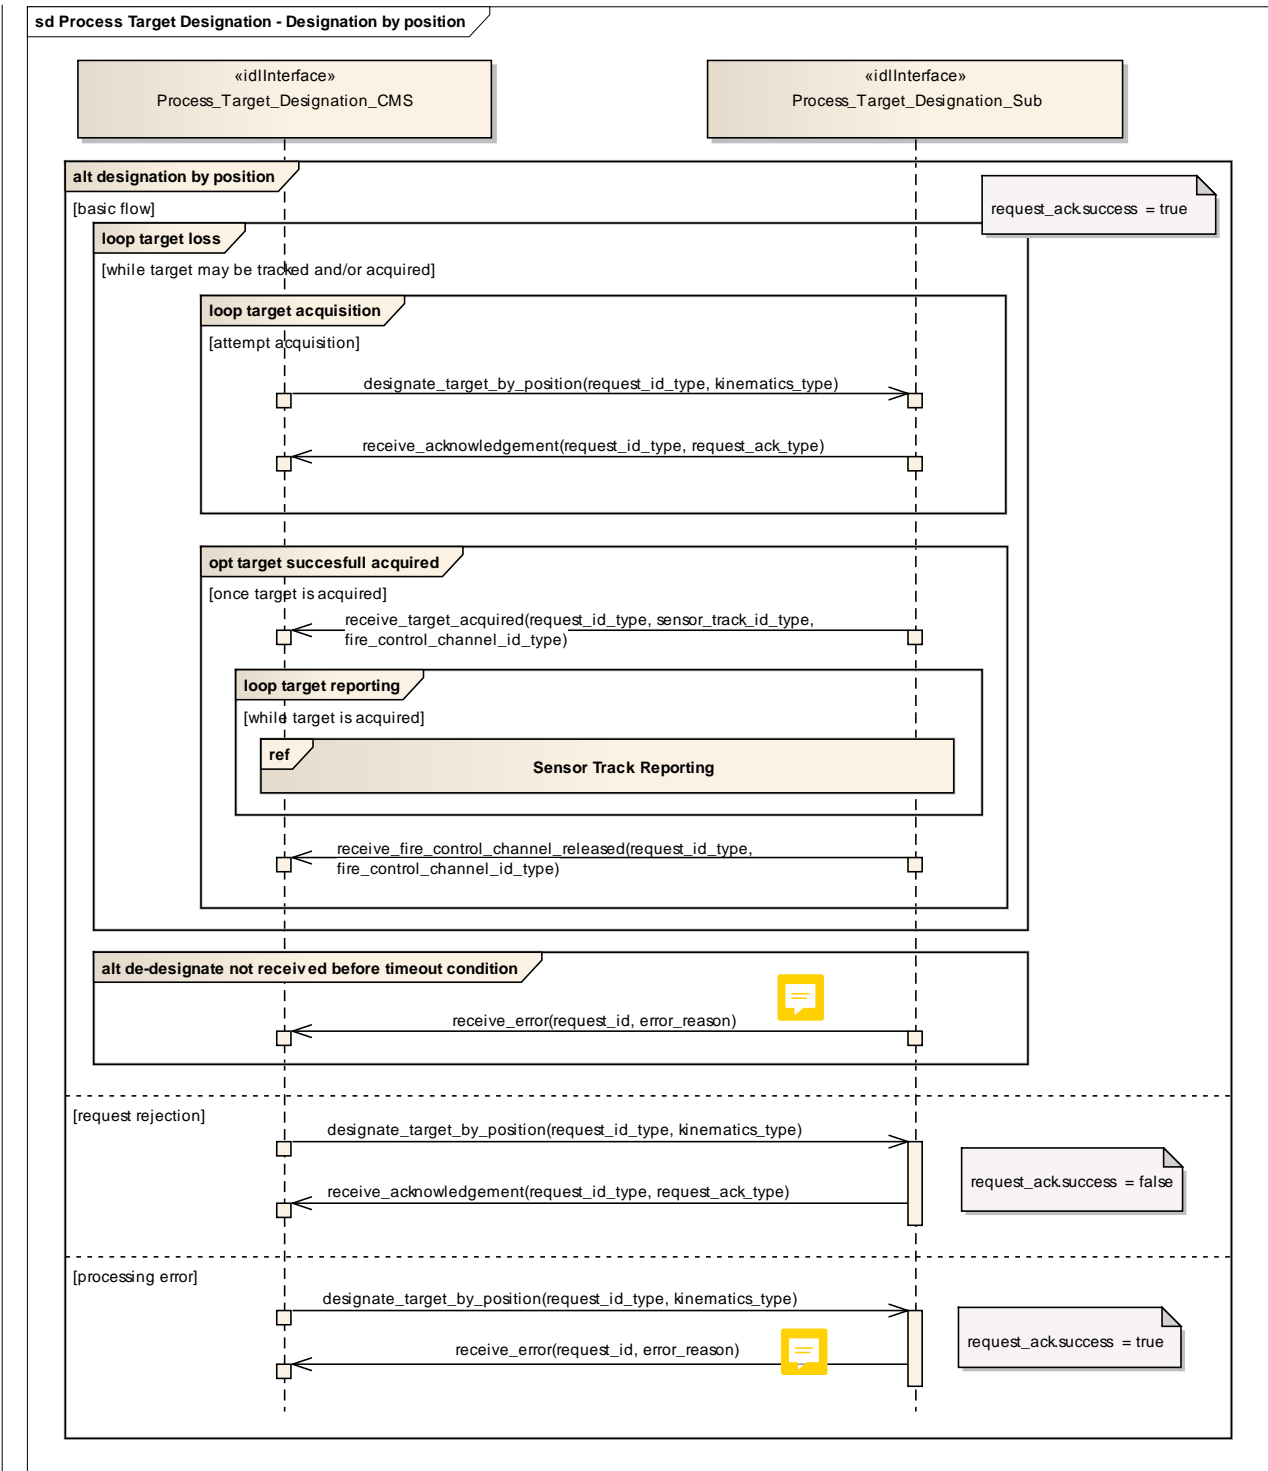 sd Process Target Designation - Designation by position
«idlInterface»
Process_Target_Designation_CMS
«idlInterface»
Process_Target_Designation_Sub
alt designation by position
[basic flow]
request_ack.success = true
loop target loss
[while target may be tracked and/or acquired]
loop target acquisition
[attempt acquisition]
designate_target_by_position(request_id_type, kinematics_type)
receive_acknowledgement(request_id_type, request_ack_type)
opt target succesfull acquired
[once target is acquired]
receive_target_acquired(request_id_type, sensor_track_id_type,
fire_control_channel_id_type)
loop target reporting
[while target is acquired]
ref
Sensor Track Reporting
receive_fire_control_channel_released(request_id_type,
fire_control_channel_id_type)
alt de-designate not received before timeout condition
receive_error(request_id, error_reason)
[request rejection]
designate_target_by_position(request_id_type, kinematics_type)
receive_acknowledgement(request_id_type, request_ack_type)
request_ack.success = false
[processing error]
designate_target_by_position(request_id_type, kinematics_type)
receive_error(request_id, error_reason)
request_ack.success = true